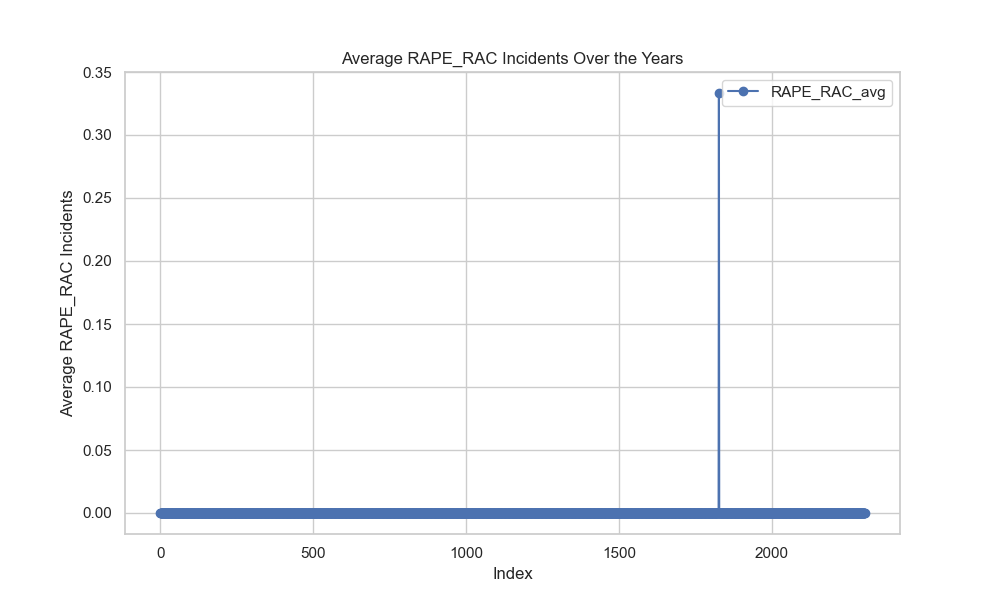 Average RAPE_RAC Incidents Over the Years
RAPE_RAC_avg
Average RAPE_RAC Incidents
0.35
0.30
0.25
0.20
0.15
0.10
0.05
0.00
0 500 1000 1500 2000
Index